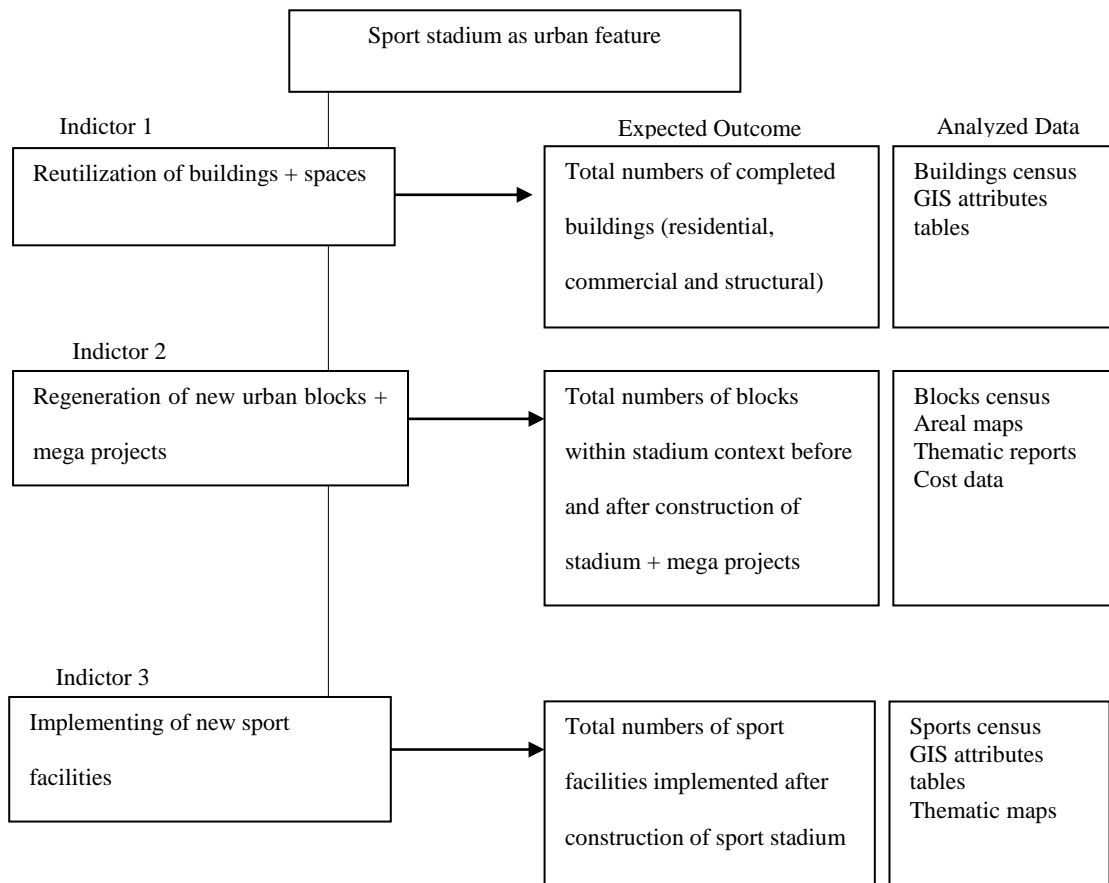 Sport stadium as urban feature
Indictor 1
Expected Outcome
Analyzed Data
Reutilization of buildings + spaces
Total numbers of completed
buildings (residential,
commercial and structural)
Buildings census
GIS attributes
tables
Indictor 2
Regeneration of new urban blocks +
mega projects
Total numbers of blocks
within stadium context before
and after construction of
stadium + mega projects
Blocks census
Areal maps
Thematic reports
Cost data
Indictor 3
Implementing of new sport
facilities
Total numbers of sport
facilities implemented after
construction of sport stadium
Sports census
GIS attributes
tables
Thematic maps